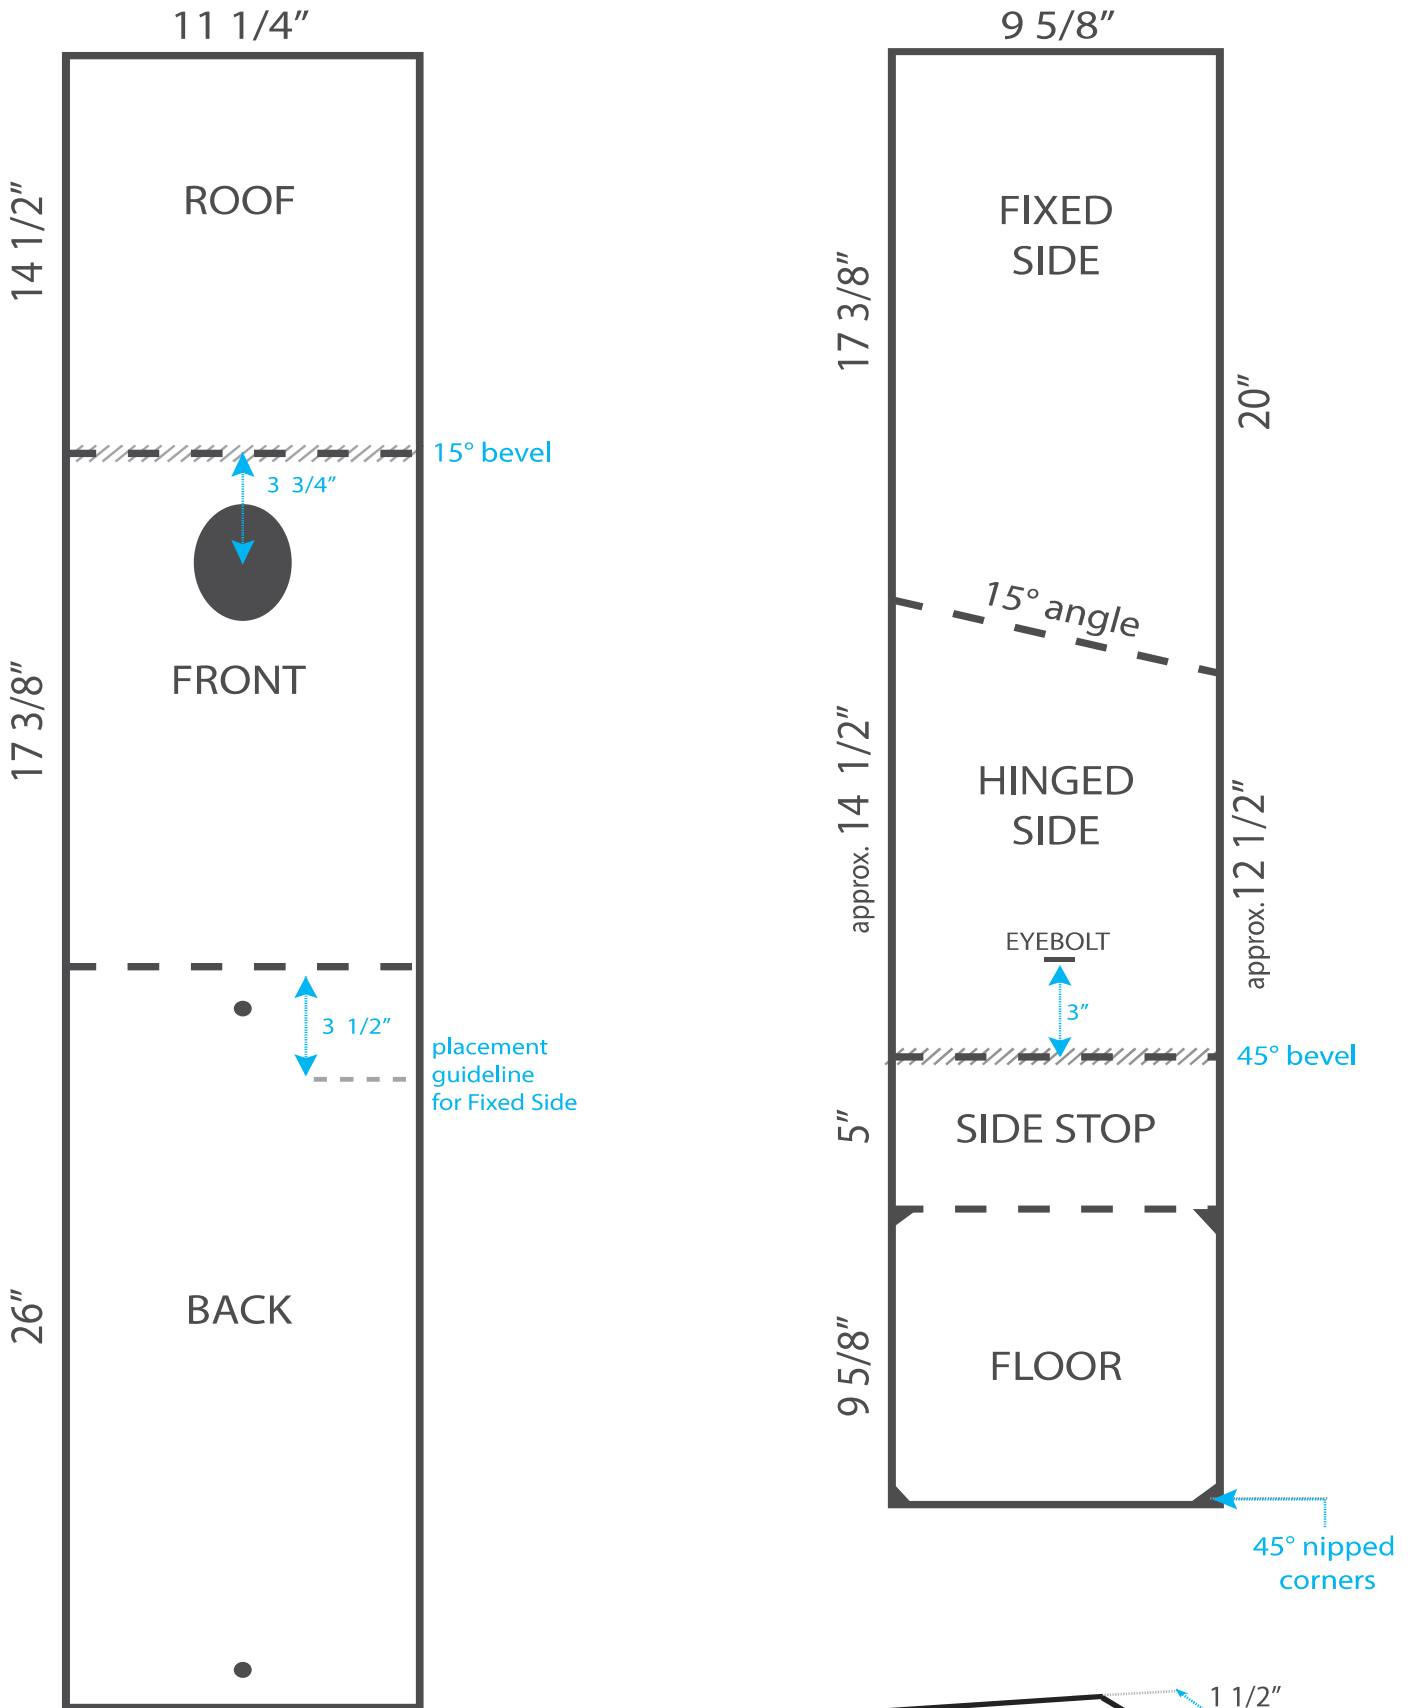 11 1/4”
ROOF
14 1/2”
15° bevel
3 3/4”
FRONT
17 3/8”
3 1/2”
placement
guideline
for Fixed Side
BACK
26”
9 5/8”
FIXED
SIDE
17 3/8”
20”
15° angle
HINGED
SIDE
approx. 14 1/2”
approx. 12 1/2”
EYEBOLT
3”
45° bevel
SIDE STOP
5”
FLOOR
9 5/8”
45° nipped
corners
1 1/2”